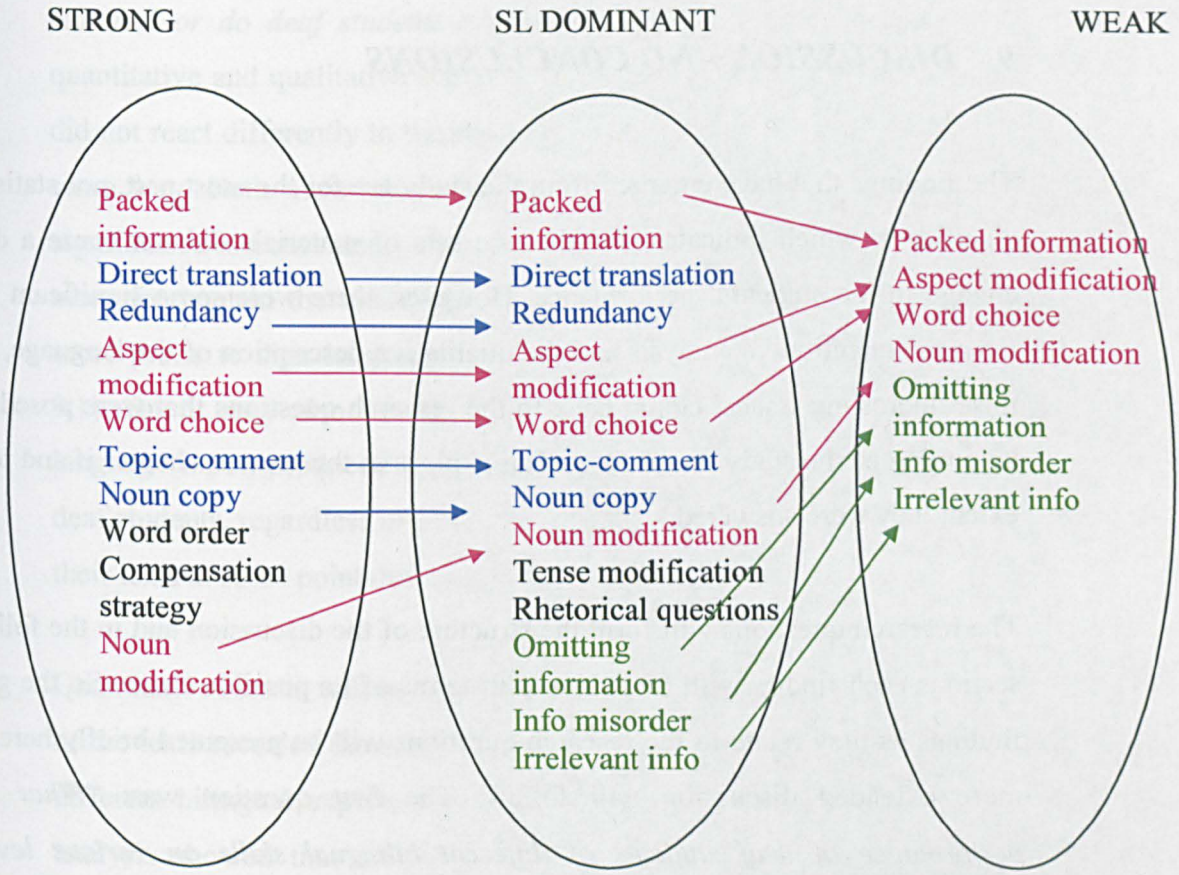 STRONG
SL DOMINANT
WEAK
Packed
information
Direct translation
Redundancy
Aspect
modification
Word choice
Topic-comment
Noun copy
Word order
Compensation
strategy
Noun
modification
Packed
information
Direct translation
Redundancy
Aspect
modification
Word choice
Topic-comment
Noun copy
Noun modification
Tense modification
Rhetorical questions
Omitting
information
Info misorder
Irrelevant info
Packed information
Aspect modification
Word choice
Noun modification
Omitting
information
Info misorder
Irrelevant info